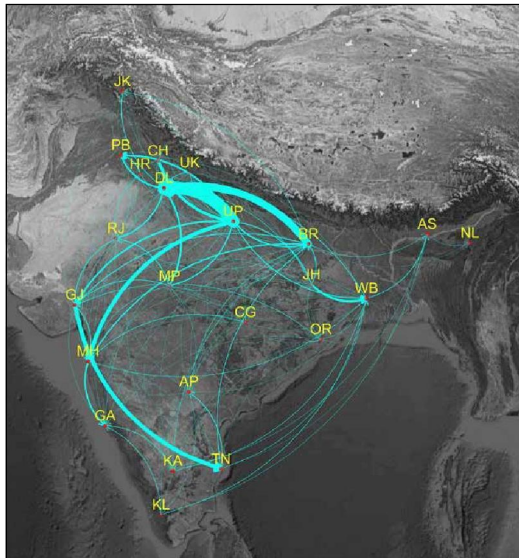 JK
PB
CH
HR
UK
DL
UP
RJ
BR
AS
NL
MP
JH
GJ
WB
CG
OR
MH
AP
GA
KA
TN
KL